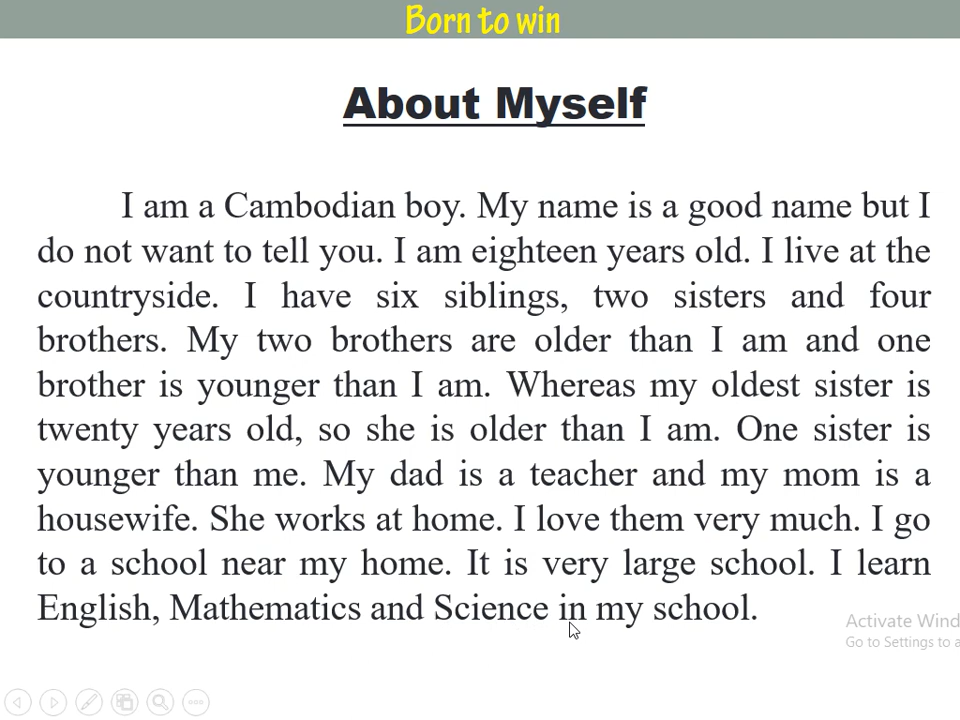 Born to win
About Myself
I am a Cambodian boy. My name is a good name but I
do not want to tell you. I am eighteen years old. I live at the
countryside. I have six siblings, two sisters and four
brothers. My two brothers are older than I am and one
brother is younger than I am. Whereas my oldest sister is
twenty years old, so she is older than I am. One sister is
younger than me. My dad is a teacher and my mom is a
housewife. She works at home. I love them very much. I go
to a school near my home. It is very large school. I learn
English, Mathematics and Science in my school.
Activate Wind
Go to Settings to a